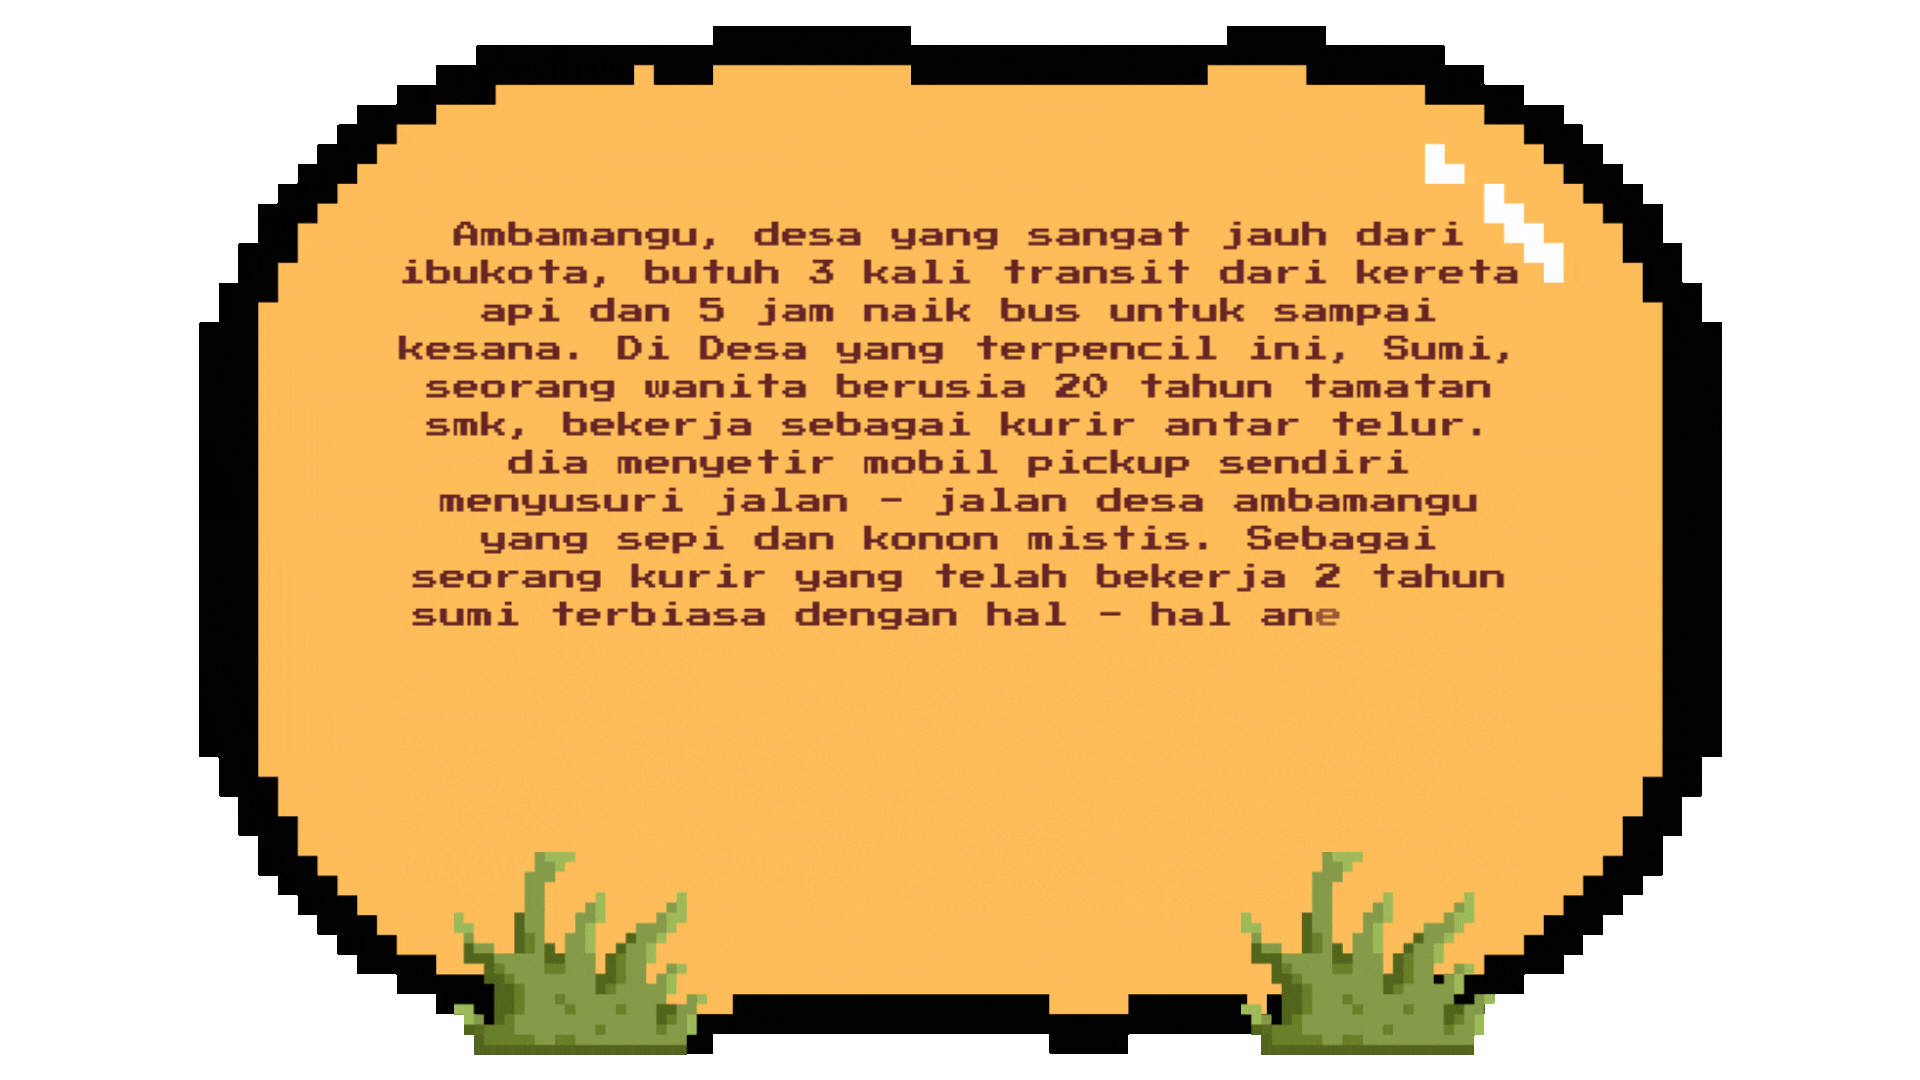 Ambamangu, desa yang sangat jauh dari
ibukota, butuh 3 kali transit dari kereta
api dan 5 jam naik bus untuk sampai
kesana. Di Desa yang terpencil ini, Sumi,
seorang wanita berusia 20 tahun tamatan
smk, bekerja sebagai kurir antar telur.
dia menyetir mobil pickup sendiri
menyusuri jalan - jalan desa ambamangu
yang sepi dan konon mistis. Sebagai
seorang kurir yang telah bekerja 2 tahun
sumi terbiasa dengan hal - hal ane